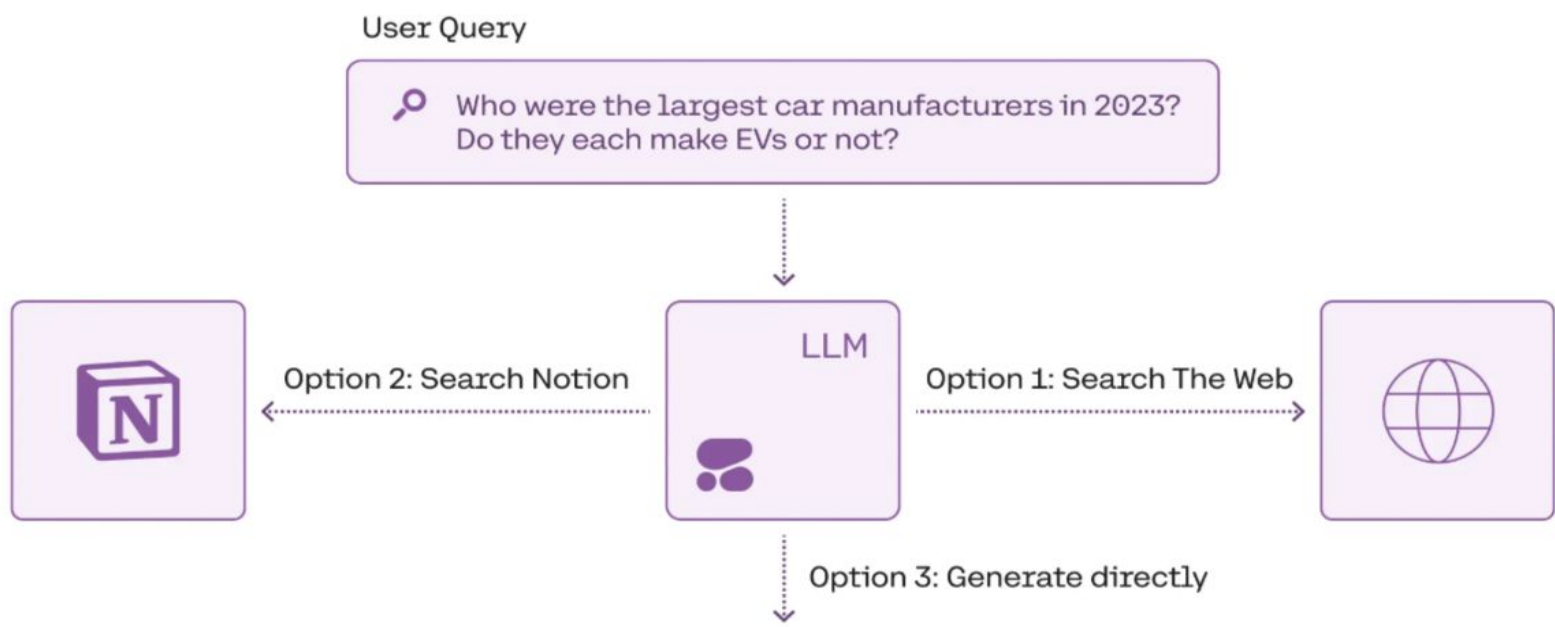 User Query
Who were the largest car manufacturers in 2023?
Do they each make EVs or not?
LLM
Option 2: Search Notion
Option 1: Search The Web
N
Option 3: Generate directly